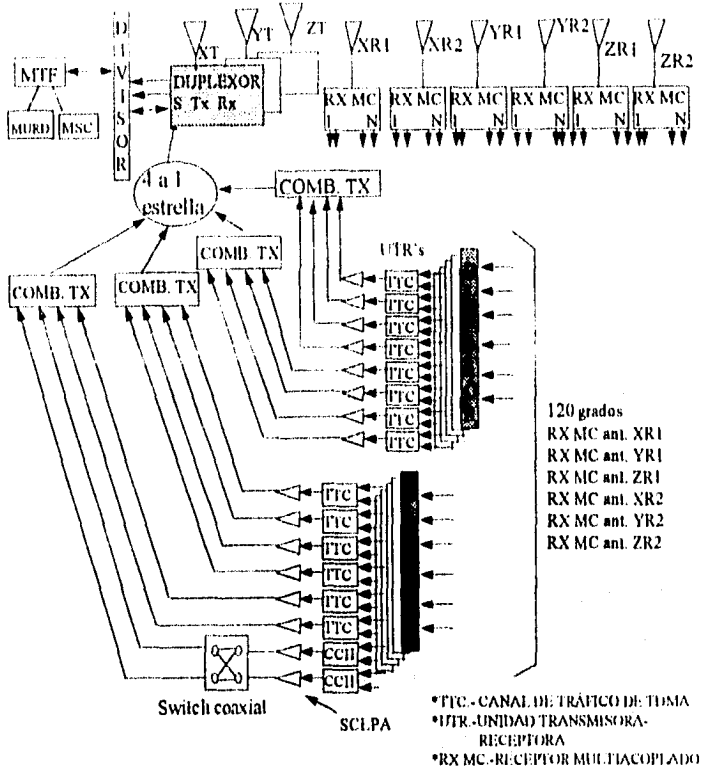 XT
YT
ZT
XR1
XR2
YR1
YR2
ZR1
ZR2
DIVISOR
MTF
MURD
MSC
DUPLEXOR
S Tx Rx
RX MC
1 N
RX MC
1 N
RX MC
1 N
RX MC
1 N
RX MC
1 N
RX MC
1 N
4 a 1
estrella
COMB. TX
COMB. TX
COMB. TX
COMB. TX
UTR's
TTC
TTC
TTC
TTC
TTC
TTC
TTC
TTC
TTC
TTC
TTC
TTC
TTC
TTC
CCH
CCH
120 grados
RX MC ant. XR1
RX MC ant. YR1
RX MC ant. ZR1
RX MC ant. XR2
RX MC ant. YR2
RX MC ant. ZR2
Switch coaxial
SCLPA
*TTC.- CANAL DE TRÁFICO DE TDMA
*UTR.-UNIDAD TRANSMISORA-
RECEPTORA
*RX MC.-RECEPTOR MULTIACOPLADO